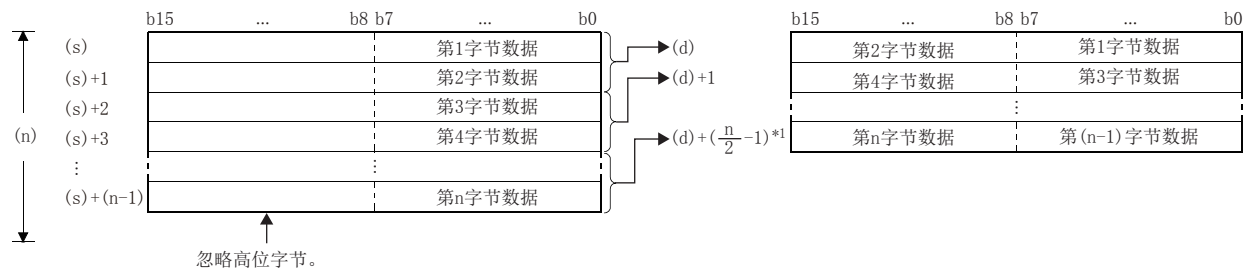 b15 ... b8 b7 ... b0 b15 ... b8 b7 ... b0
(s) 第1字节数据 (d) 第2字节数据 第1字节数据
(s)+1 第2字节数据 (d)+1 第4字节数据 第3字节数据
(s)+2 第3字节数据 ⋮
(n) (s)+3 第4字节数据 (d)+(n/2-1)*1 第n字节数据 第(n-1)字节数据
⋮ ⋮
(s)+(n-1) 第n字节数据
忽略高位字节。